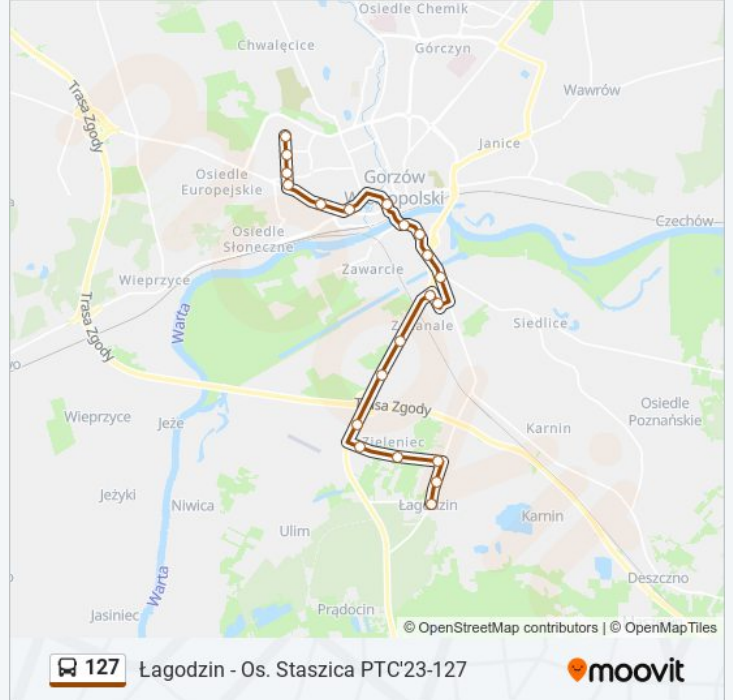 Osiedle Chemik
Chwalęcice
Górczyn
Trasa Zgody
Wawrów
Janice
Osiedle
Europejskie
Gorzów
Osiedle
Słoneczne
Czechów
Zawarcie
Wieprzyce
Warta
Trasa Zgody
Siedlice
Trasa Zgody
Wieprzyce
Jeże
Osiedle
Poznańskie
Karnin
Zieleniec
Jeżyki
Niwica
Łagodzin
Karnin
Ulim
Warta
Deszczno
Prądocin
Jasiniec
© OpenStreetMap contributors | © OpenMapTiles
127 Łagodzin - Os. Staszica PTC'23-127
moovit